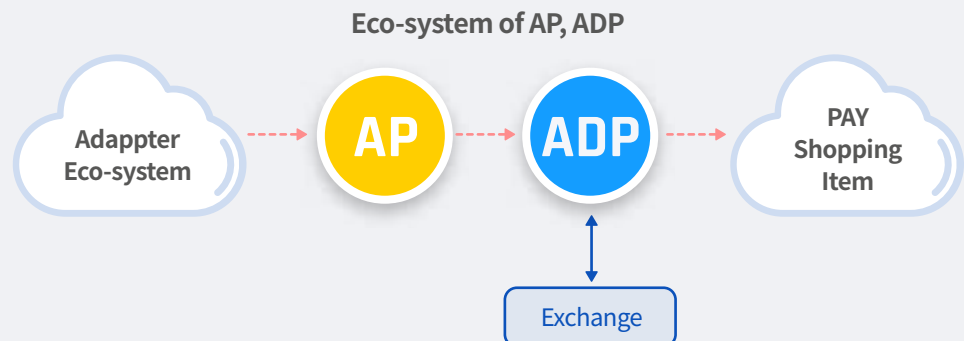 Eco-system of AP, ADP
Adappter
Eco-system
AP
ADP
PAY
Shopping
Item
Exchange